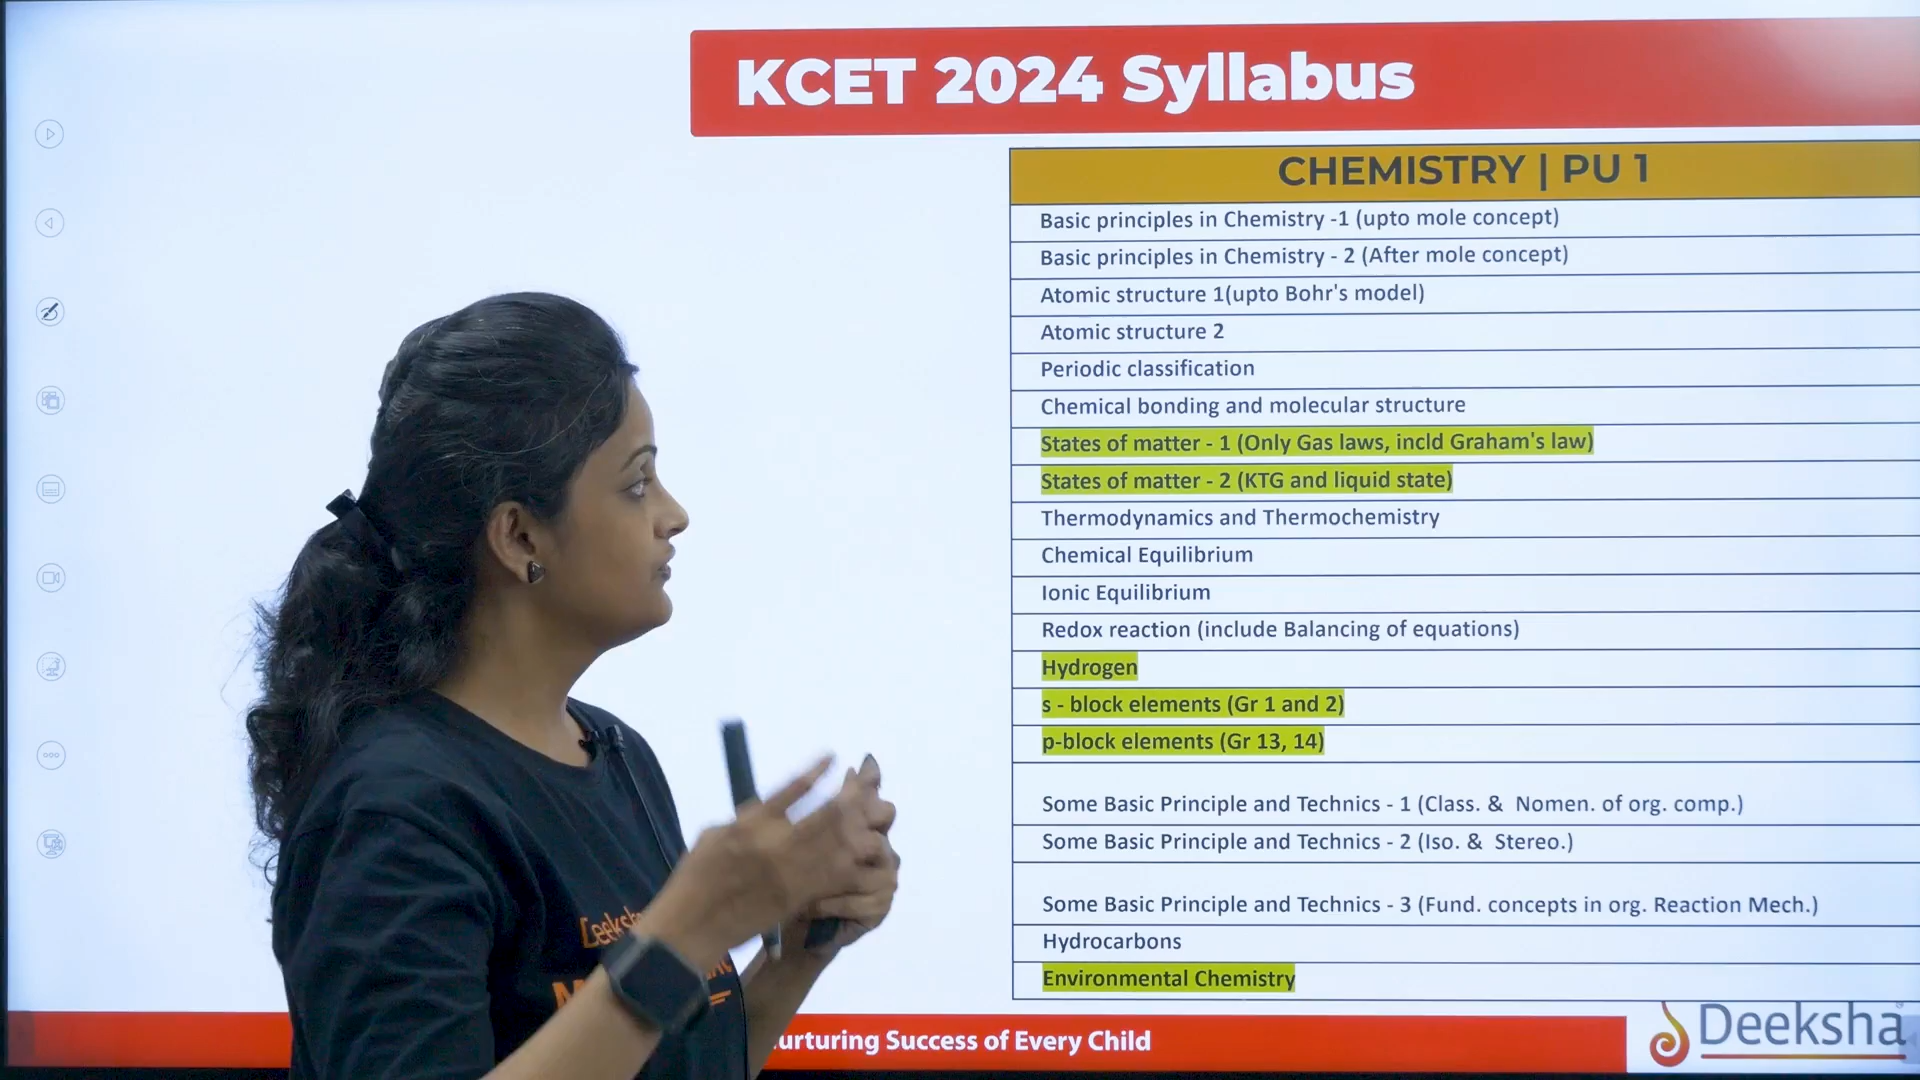 KCET 2024 Syllabus
CHEMISTRY | PU 1
Basic principles in Chemistry -1 (upto mole concept)
Basic principles in Chemistry - 2 (After mole concept)
Atomic structure 1(upto Bohr's model)
Atomic structure 2
Periodic classification
Chemical bonding and molecular structure
States of matter - 1 (Only Gas laws, incld Graham's law)
States of matter - 2 (KTG and liquid state)
Thermodynamics and Thermochemistry
Chemical Equilibrium
Ionic Equilibrium
Redox reaction (include Balancing of equations)
Hydrogen
s - block elements (Gr 1 and 2)
p-block elements (Gr 13, 14)
Some Basic Principle and Technics - 1 (Class. & Nomen. of org. comp.)
Some Basic Principle and Technics - 2 (Iso. & Stereo.)
Some Basic Principle and Technics - 3 (Fund. concepts in org. Reaction Mech.)
Hydrocarbons
Environmental Chemistry
Success of Every Child
Deeksha